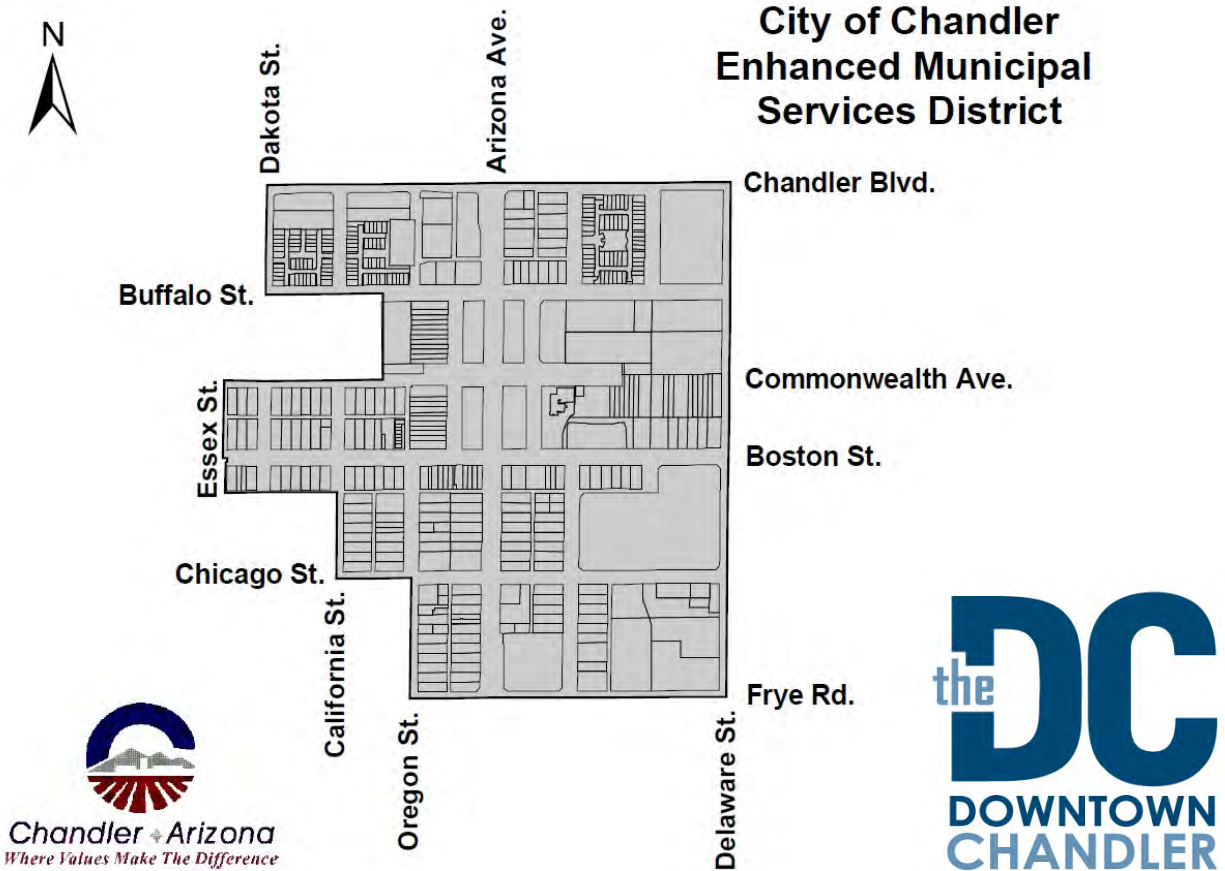 City of Chandler
Enhanced Municipal
Services District
N
Dakota St.
Arizona Ave.
Chandler Blvd.
Buffalo St.
Commonwealth Ave.
Essex St.
Boston St.
Chicago St.
California St.
Oregon St.
Frye Rd.
Delaware St.
Chandler Arizona
Where Values Make The Difference
the DC
DOWNTOWN
CHANDLER